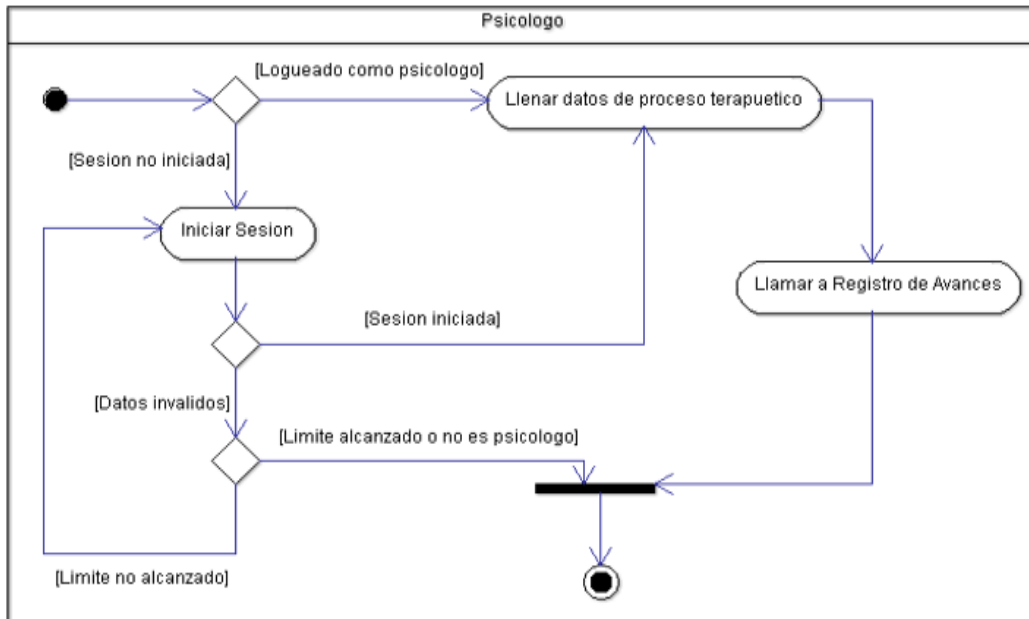 Psicologo
[Logueado como psicologo]
Llenar datos de proceso terapuetico
[Sesion no iniciada]
Iniciar Sesion
Llamar a Registro de Avances
[Sesion iniciada]
[Datos invalidos]
[Limite alcanzado o no es psicologo]
[Limite no alcanzado]